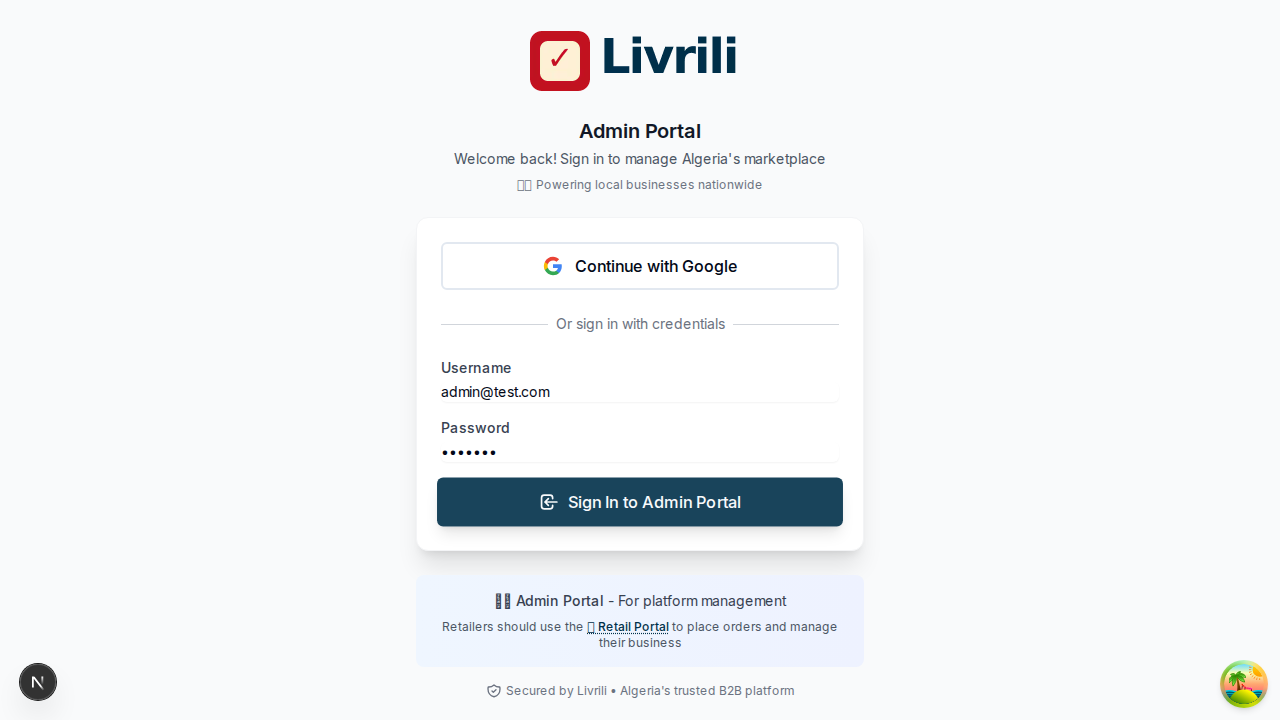 ✓ Livrili
Admin Portal
Welcome back! Sign in to manage Algeria's marketplace
Powering local businesses nationwide
Continue with Google
Or sign in with credentials
Username
admin@test.com
Password
•••••••
Sign In to Admin Portal
Admin Portal - For platform management
Retailers should use the Retail Portal to place orders and manage
their business
Secured by Livrili • Algeria's trusted B2B platform
N